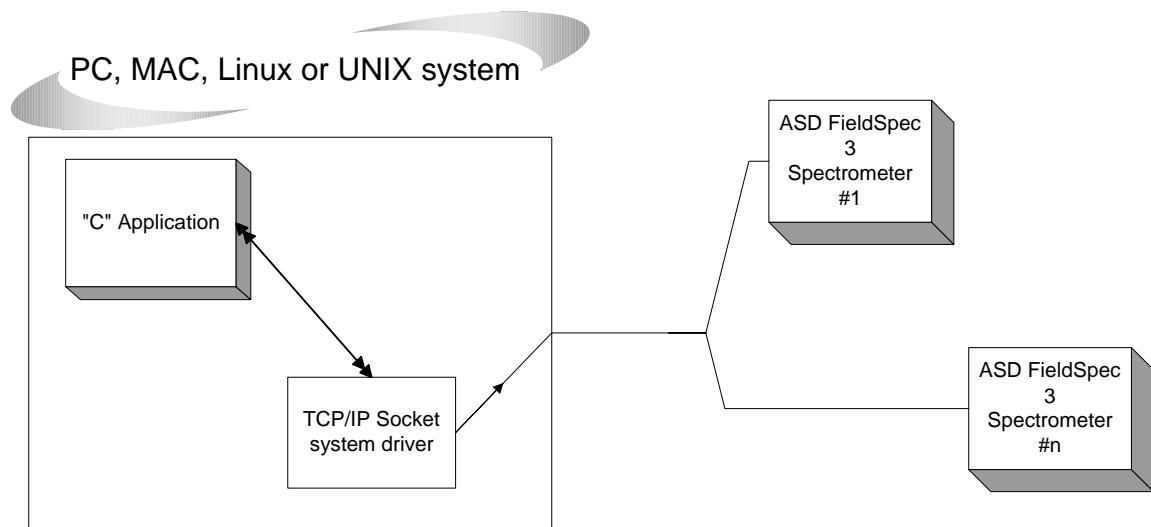 PC, MAC, Linux or UNIX system
"C" Application
TCP/IP Socket
system driver
ASD FieldSpec
3
Spectrometer
#1
ASD FieldSpec
3
Spectrometer
#n